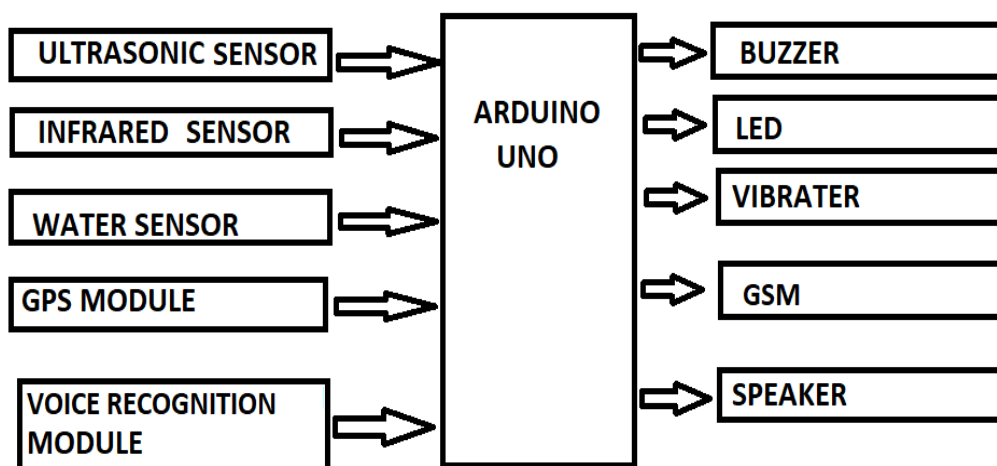 ULTRASONIC SENSOR
INFRARED SENSOR
WATER SENSOR
GPS MODULE
VOICE RECOGNITION
MODULE
ARDUINO
UNO
BUZZER
LED
VIBRATER
GSM
SPEAKER